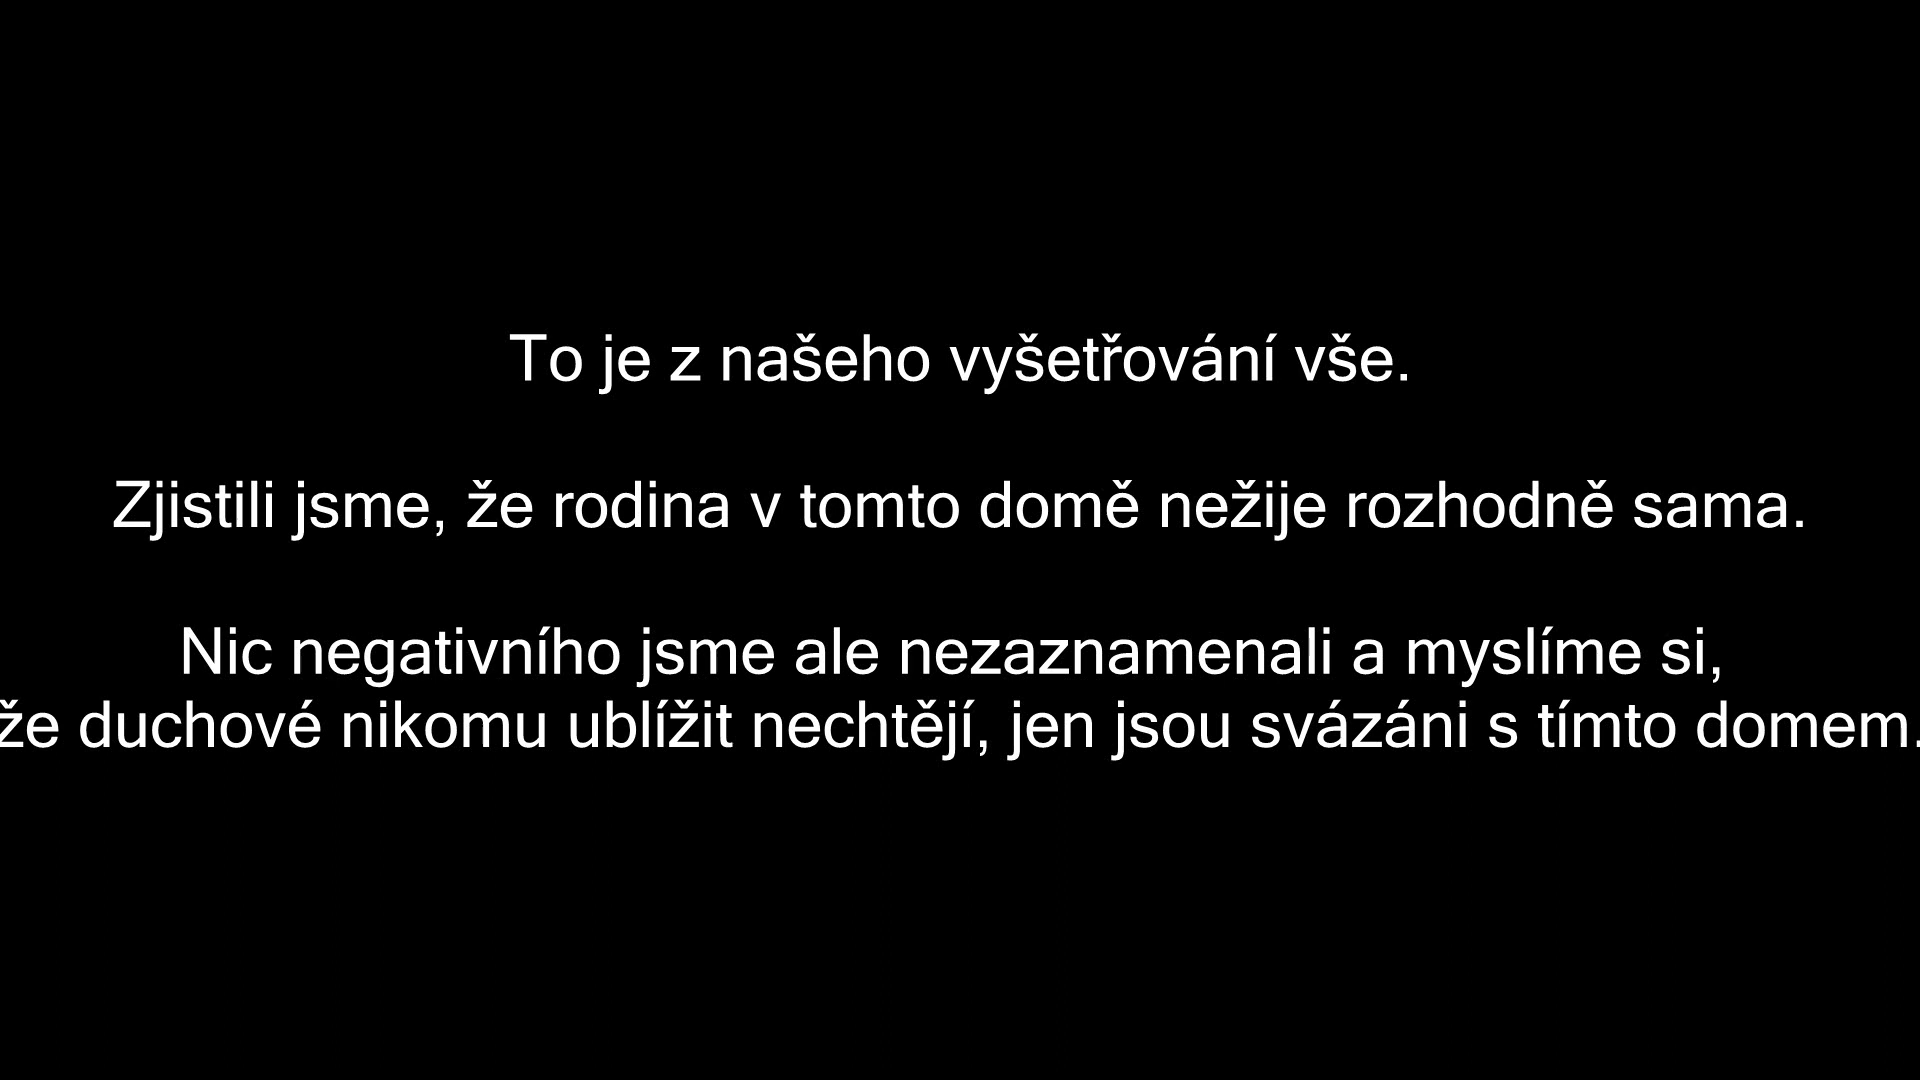 To je z našeho vyšetřování vše.
Zjistili jsme, že rodina v tomto domě nežije rozhodně sama.
Nic negativního jsme ale nezaznamenali a myslíme si,
že duchové nikomu ublížit nechtějí, jen jsou svázáni s tímto domem.